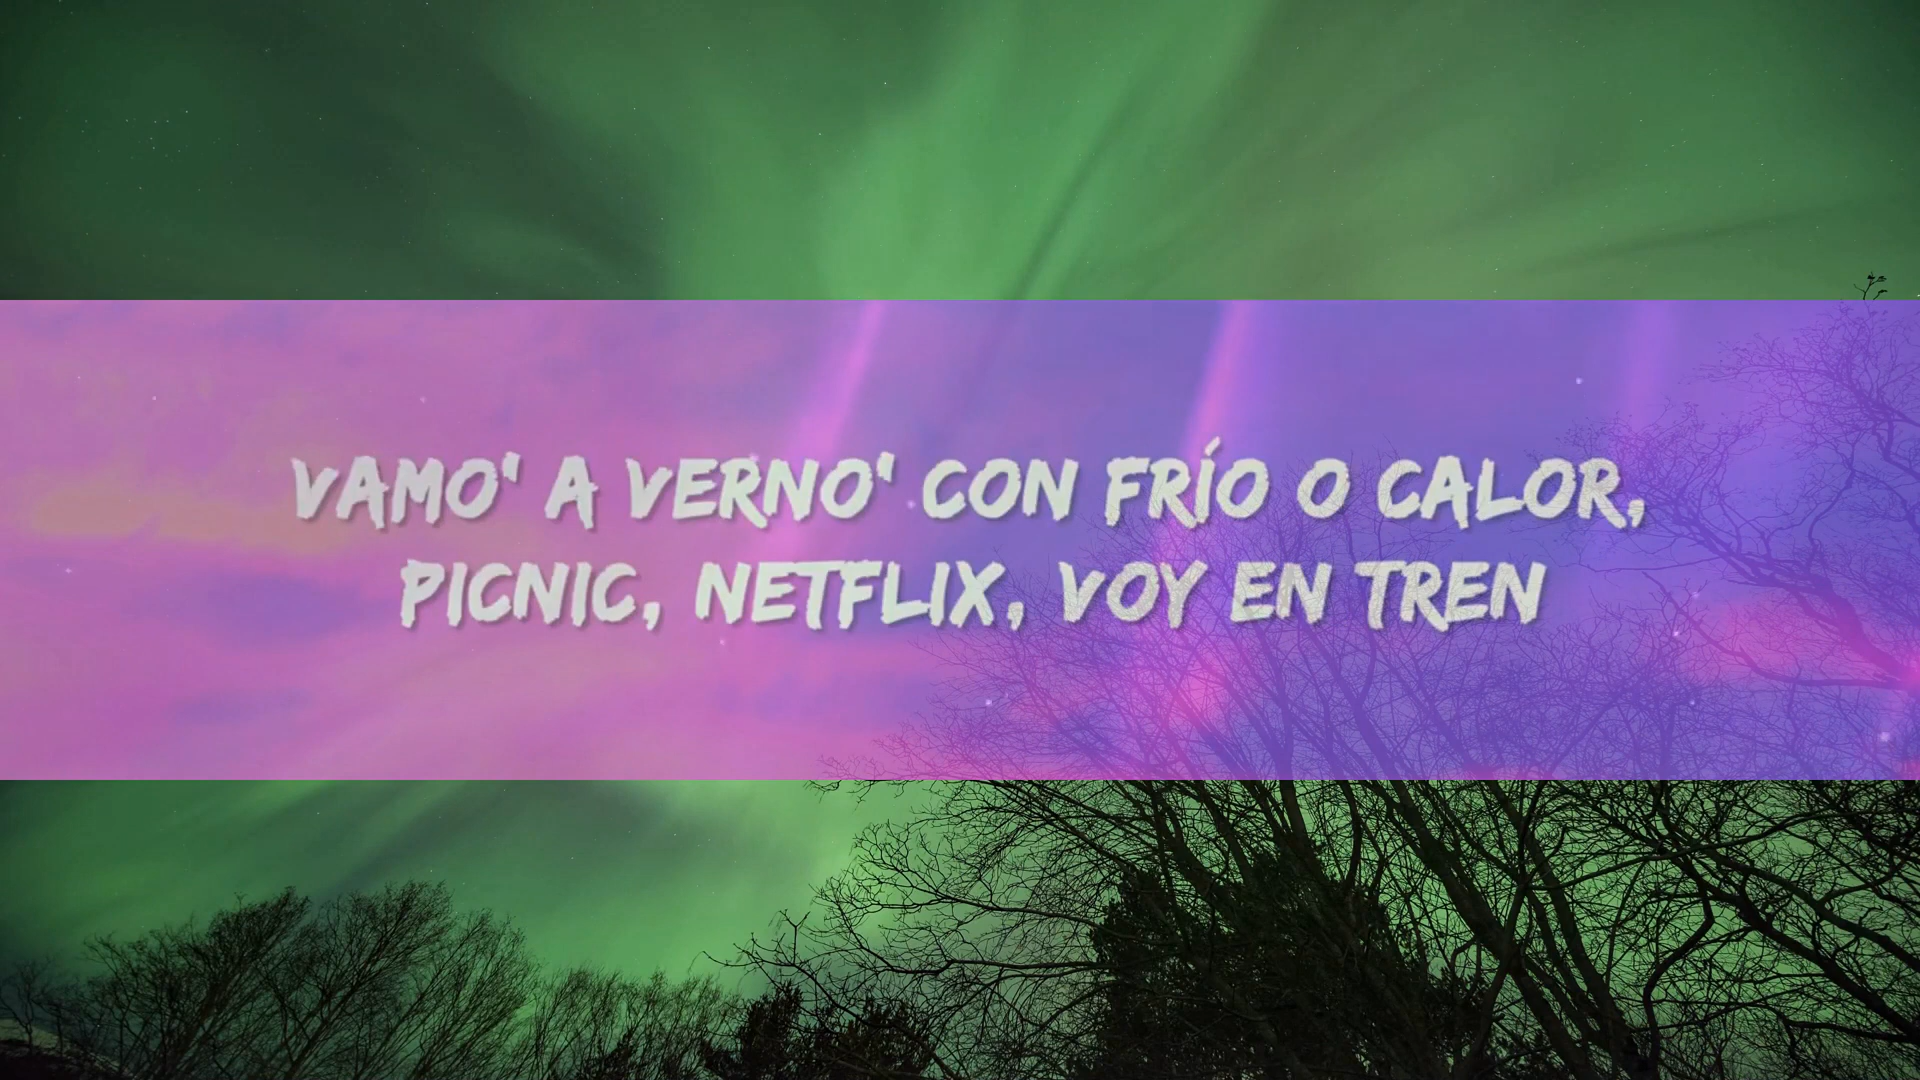 VAMO' A VERNO' CON FRÍO O CALOR,
PICNIC, NETFLIX, VOY EN TREN